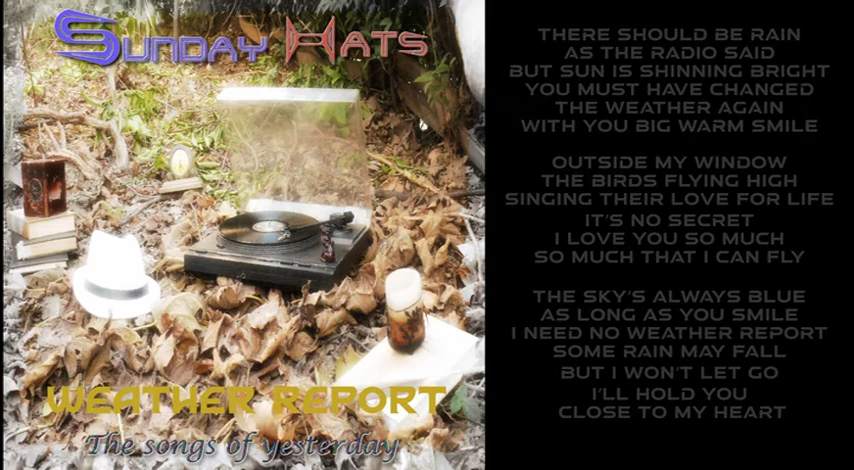 Sunday Hats
WEATHER REPORT
The songs of yesterday
THERE SHOULD BE RAIN
AS THE RADIO SAID
BUT SUN IS SHINNING BRIGHT
YOU MUST HAVE CHANGED
THE WEATHER AGAIN
WITH YOU BIG WARM SMILE
OUTSIDE MY WINDOW
THE BIRDS FLYING HIGH
SINGING THEIR LOVE FOR LIFE
IT'S NO SECRET
I LOVE YOU SO MUCH
SO MUCH THAT I CAN FLY
THE SKY'S ALWAYS BLUE
AS LONG AS YOU SMILE
I NEED NO WEATHER REPORT
SOME RAIN MAY FALL
BUT I WON'T LET GO
I'LL HOLD YOU
CLOSE TO MY HEART